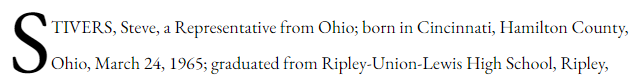 STIVERS, Steve, a Representative from Ohio; born in Cincinnati, Hamilton County,
Ohio, March 24, 1965; graduated from Ripley-Union-Lewis High School, Ripley,